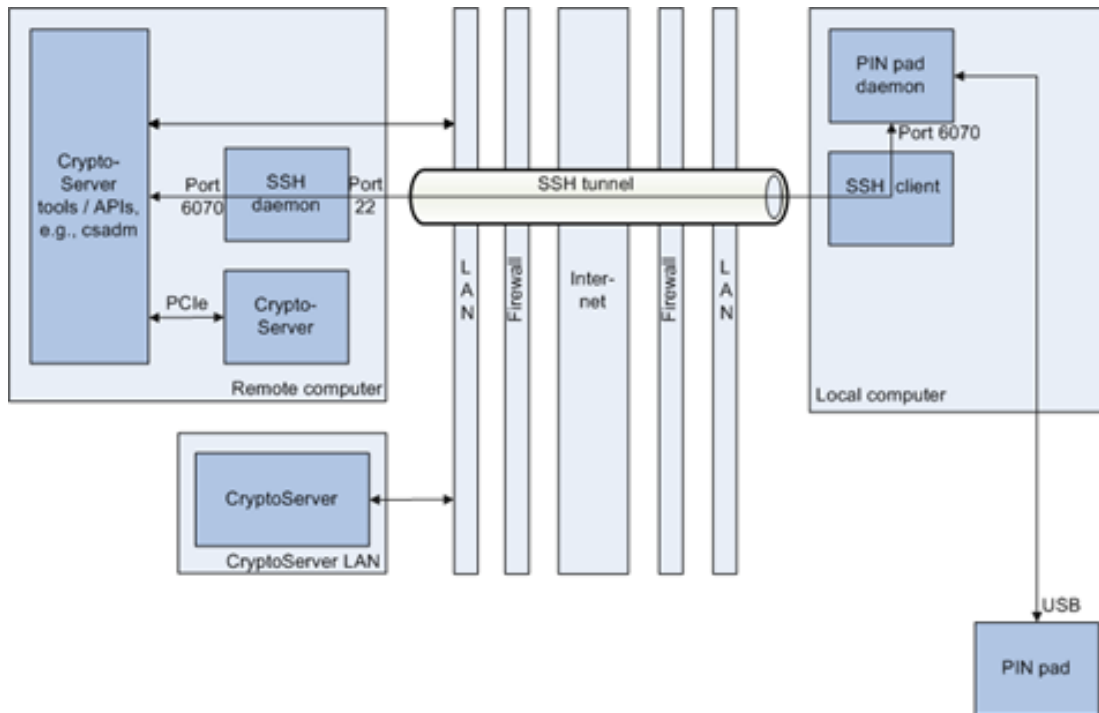 Crypto-
Server
tools / APIs,
e.g., csadm
Port
6070
SSH
daemon
Port
22
PCIe
Crypto-
Server
Remote computer
CryptoServer
CryptoServer LAN
SSH tunnel
L
A
N
Firewall
Inter-
net
Firewall
L
A
N
PIN pad
daemon
Port 6070
SSH client
Local computer
USB
PIN pad